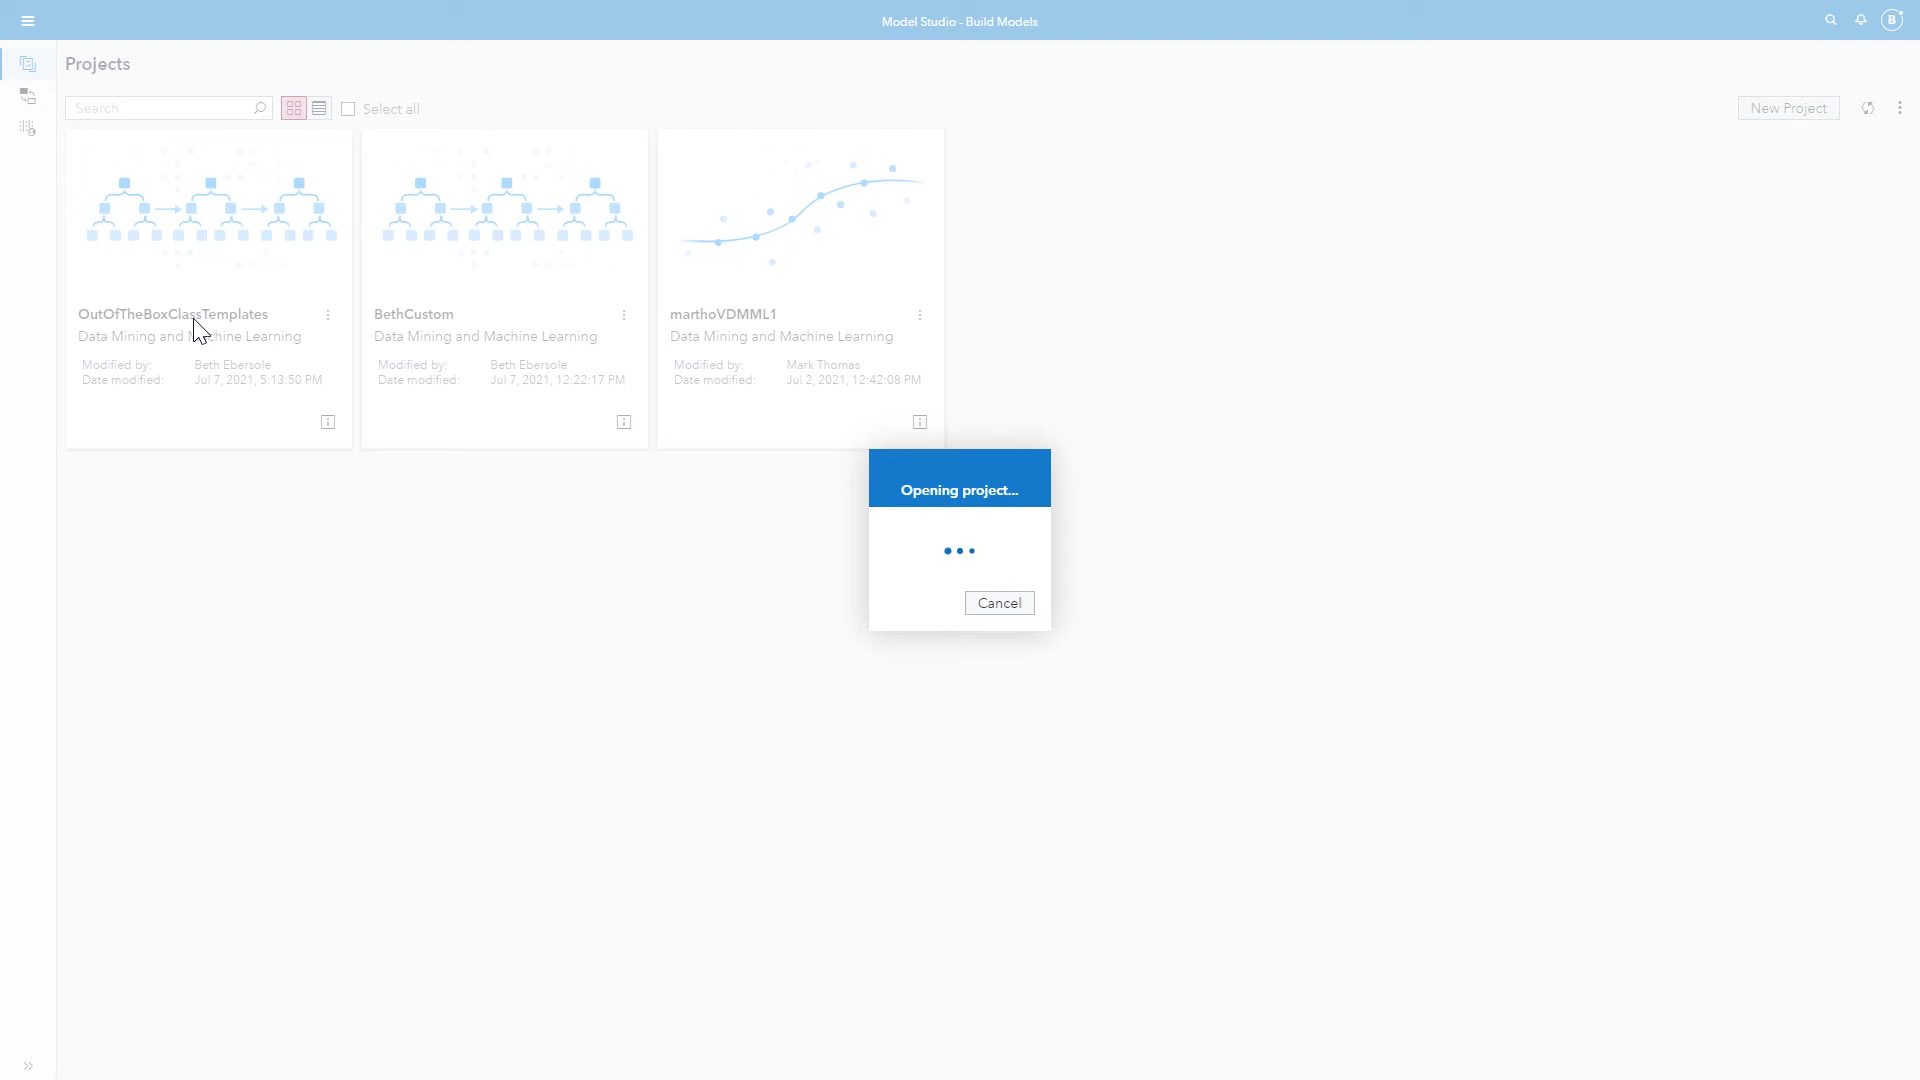 Model Studio - Build Models
B
Projects
Search
Select all
New Project
OutOfTheBoxClassTemplates
Data Mining and Machine Learning
Modified by: Beth Ebersole
Date modified: Jul 7, 2021, 5:13:50 PM
BethCustom
Data Mining and Machine Learning
Modified by: Beth Ebersole
Date modified: Jul 7, 2021, 12:22:17 PM
marthoVDMML1
Data Mining and Machine Learning
Modified by: Mark Thomas
Date modified: Jul 2, 2021, 12:42:08 PM
Opening project...
Cancel